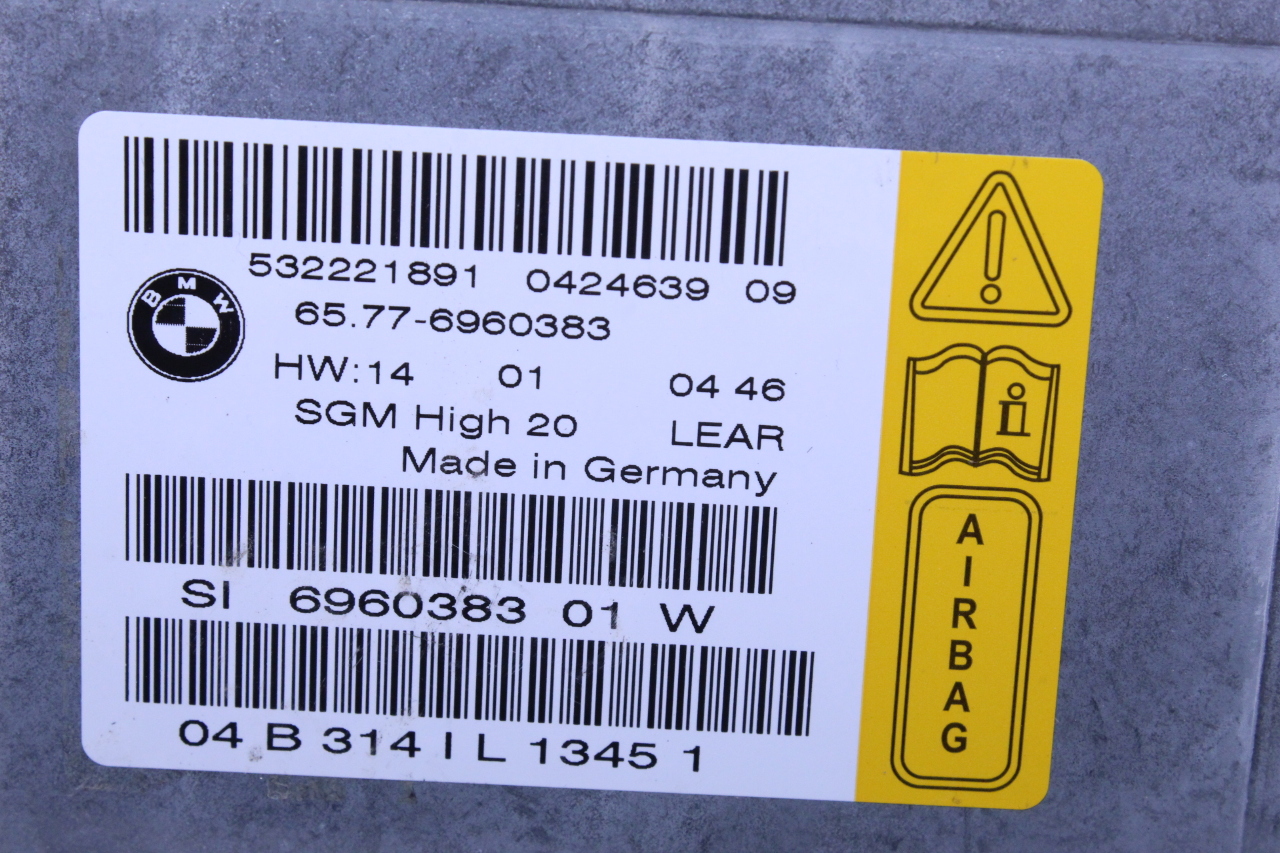 532221891 0424639 09
BMW
65.77-6960383
HW:14 01 04 46
SGM High 20 LEAR
Made in Germany
SI 6960383 01 W
04 B 314 I L 1345 1
i
AIRBAG